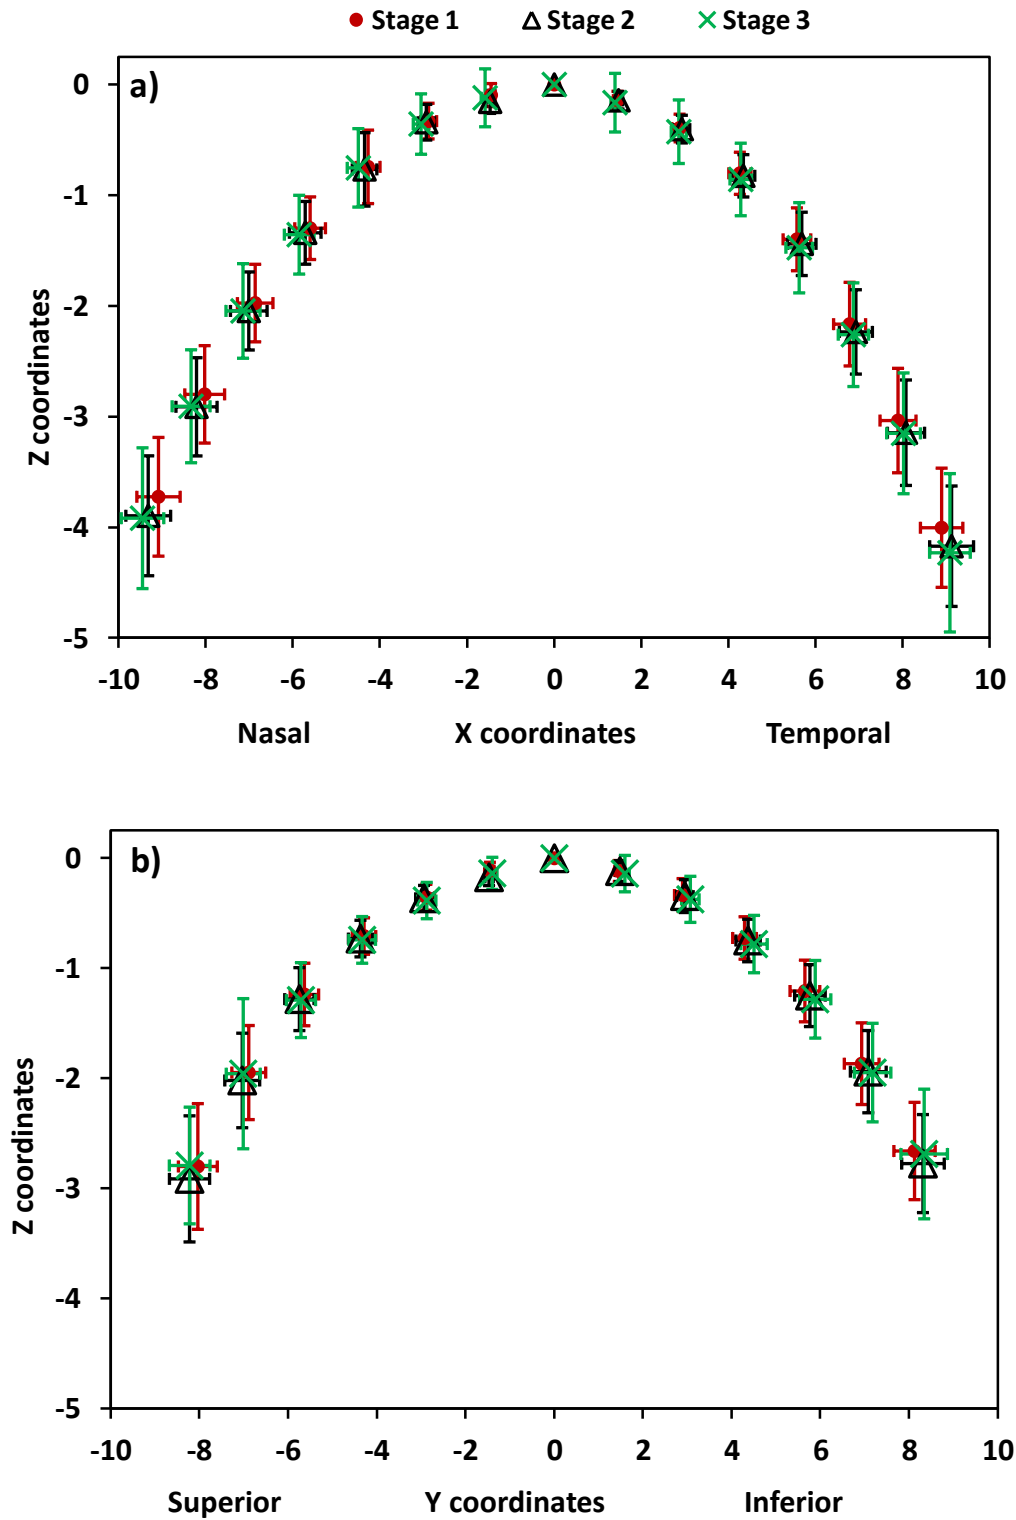 Stage 1 Stage 2 Stage 3
a)
0
-1
-2
-3
-4
-5
Z coordinates
-10 -8 -6 -4 -2 0 2 4 6 8 10
Nasal X coordinates Temporal
b)
0
-1
-2
-3
-4
-5
Z coordinates
-10 -8 -6 -4 -2 0 2 4 6 8 10
Superior Y coordinates Inferior